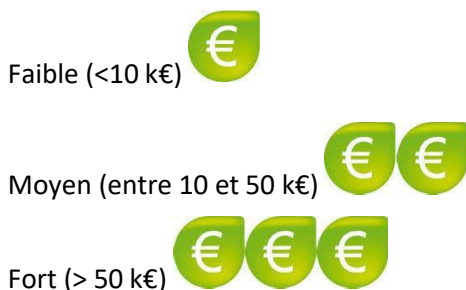 Faible (<10 k€) €
Moyen (entre 10 et 50 k€) € €
Fort (> 50 k€) € € €